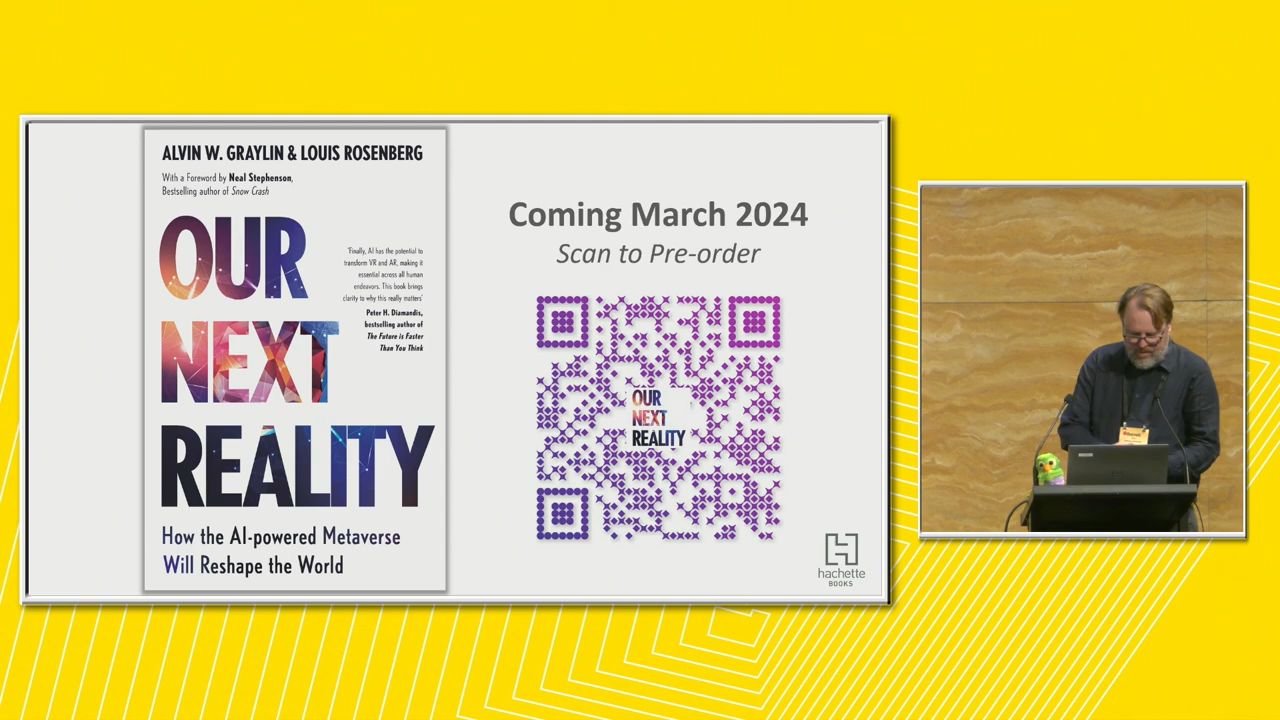 ALVIN W. GRAYLIN & LOUIS ROSENBERG
With a Foreword by Neal Stephenson,
Bestselling author of Snow Crash
OUR
NEXT
REALITY
'Finally, AI has the potential to
transform VR and AR, making it
essential across all human
endeavors. This book brings
clarity to why this really matters'
Peter H. Diamandis,
bestselling author of
The Future is Faster
Than You Think
How the AI-powered Metaverse
Will Reshape the World
Coming March 2024
Scan to Pre-order
OUR
NEXT
REALITY
hachette
BOOKS